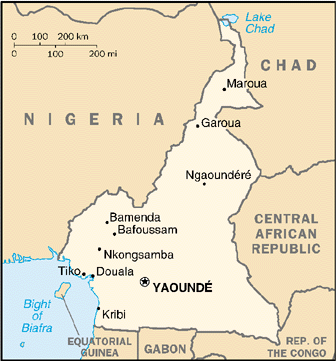 Lake
Chad
0 100 200 km
0 100 200 mi
CHAD
Maroua
NIGERIA
Garoua
Ngaoundéré
Bamenda
Bafoussam
CENTRAL
AFRICAN
REPUBLIC
Nkongsamba
Tiko
Douala
YAOUNDÉ
Bight
of
Biafra
Kribi
EQUATORIAL
GUINEA
GABON
REP. OF
THE CONGO